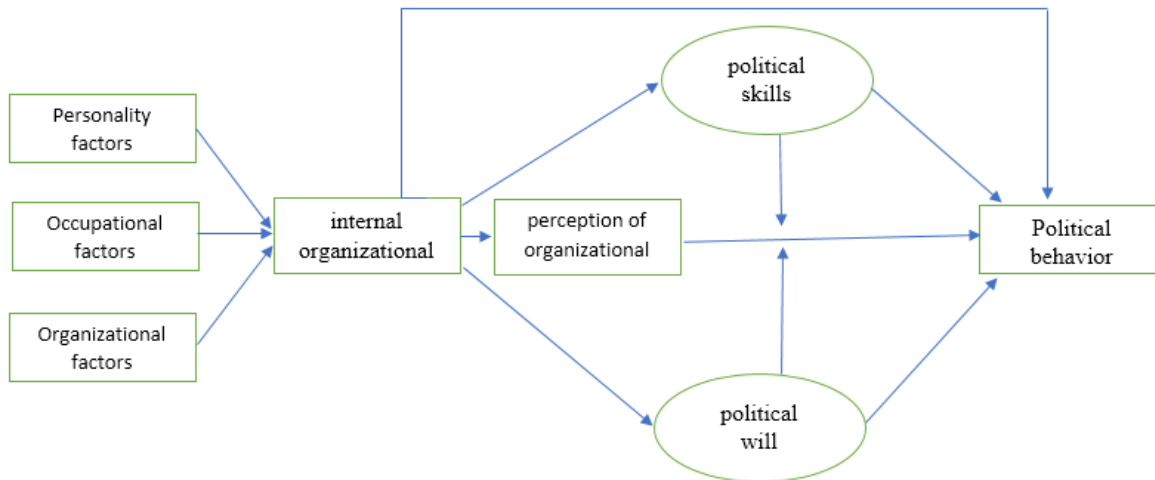 political
skills
Personality
factors
Occupational
factors
internal
organizational
perception of
organizational
Political
behavior
Organizational
factors
political
will